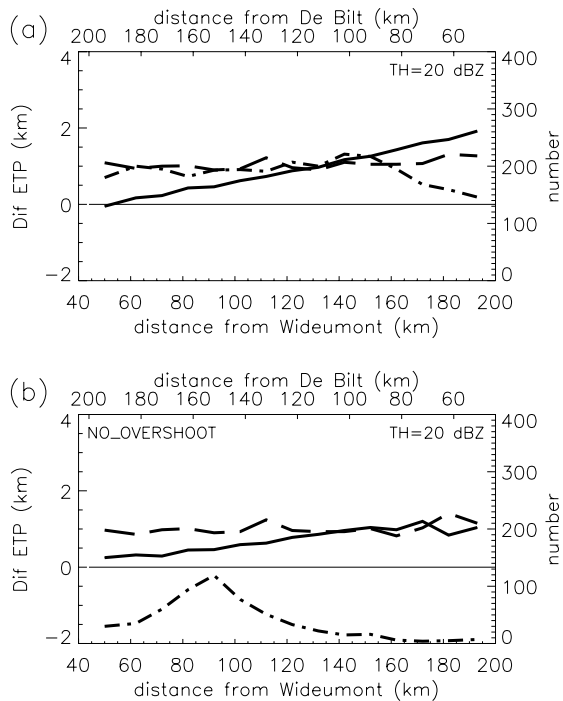 (a)
distance from De Bilt (km)
200 180 160 140 120 100 80 60
TH=20 dBZ
4
2
0
−2
Dif ETP (km)
400
300
200
100
0
number
40 60 80 100 120 140 160 180 200
distance from Wideumont (km)
(b)
distance from De Bilt (km)
200 180 160 140 120 100 80 60
NO_OVERSHOOT TH=20 dBZ
4
2
0
−2
Dif ETP (km)
400
300
200
100
0
number
40 60 80 100 120 140 160 180 200
distance from Wideumont (km)